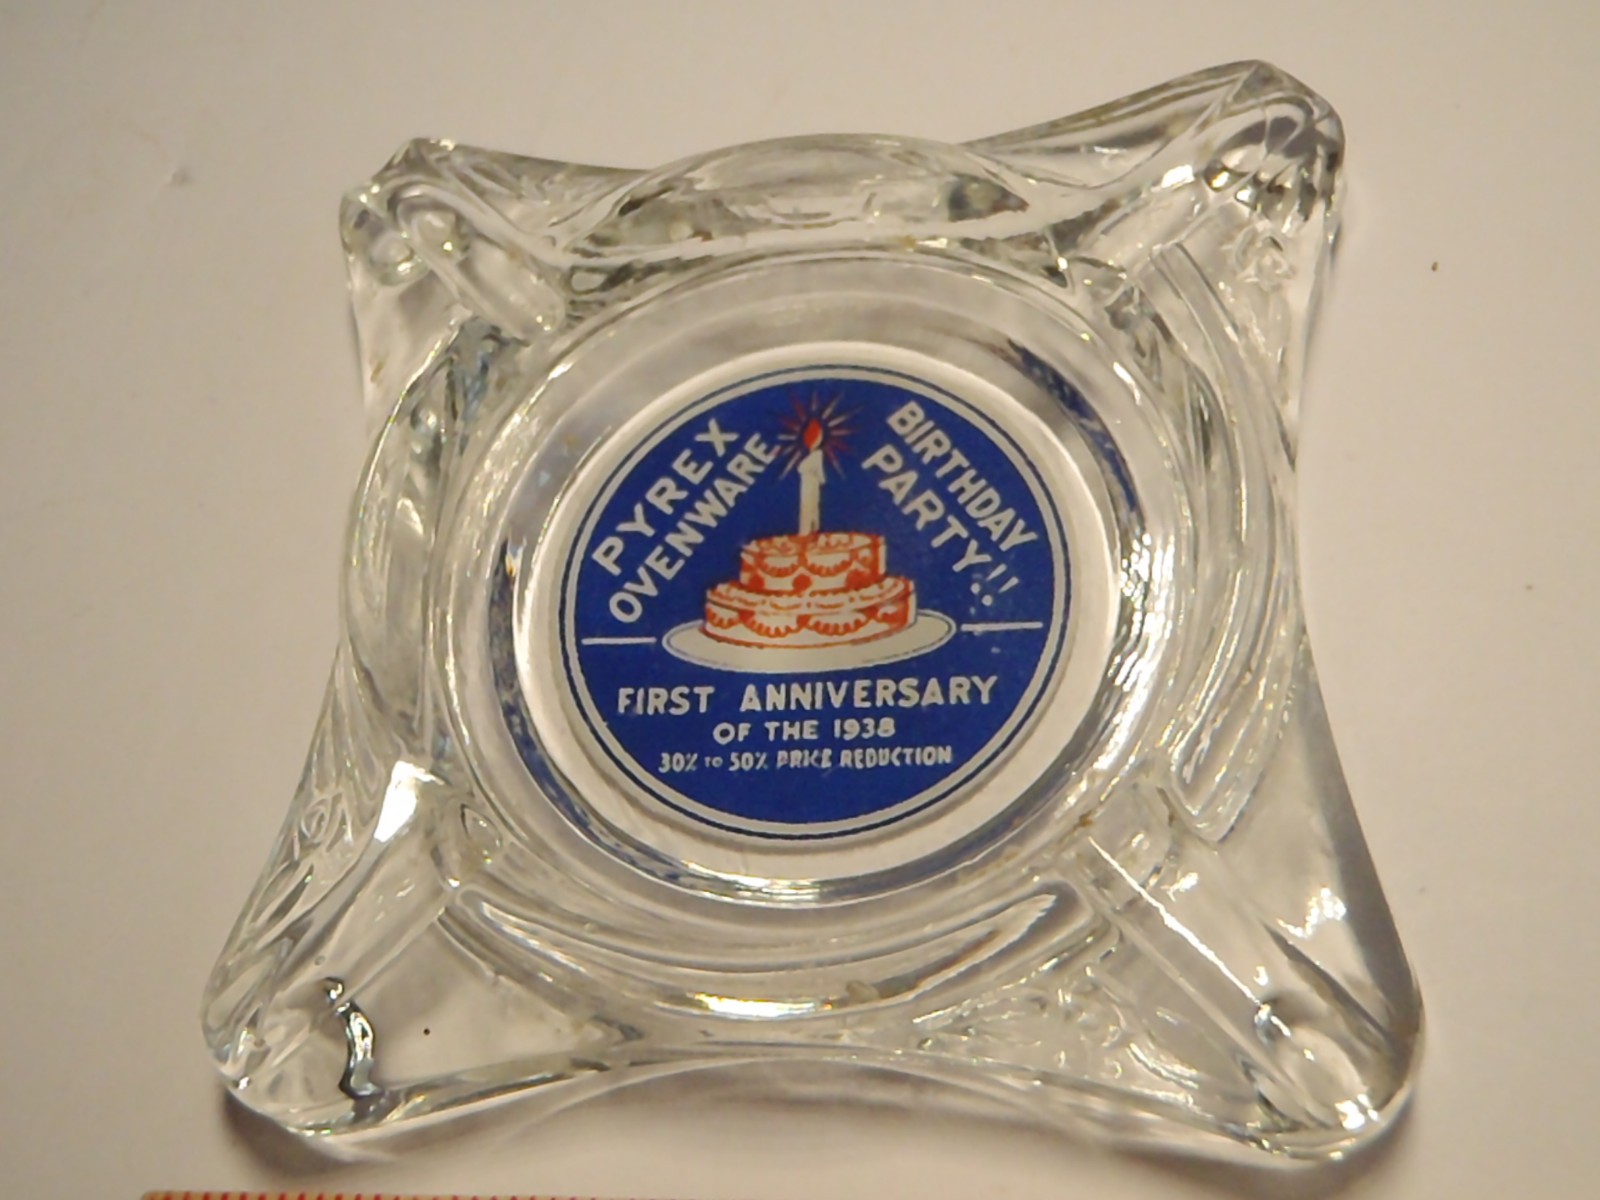 PYREX
OVENWARE
BIRTHDAY
PARTY!!
FIRST ANNIVERSARY
OF THE 1938
30% TO 50% PRICE REDUCTION